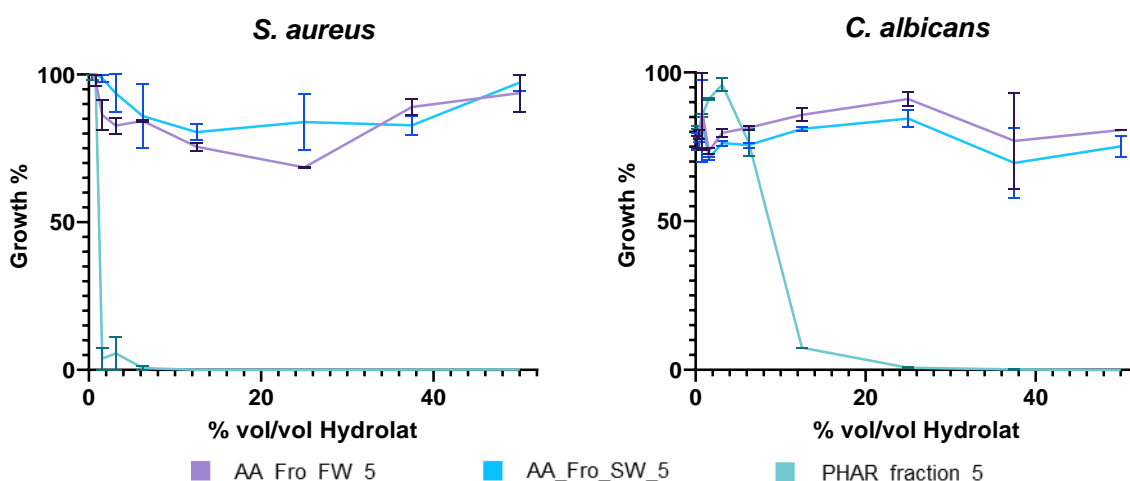 S. aureus
C. albicans
100
50
0
0
20
40
Growth %
% vol/vol Hydrolat
100
50
0
0
20
40
Growth %
% vol/vol Hydrolat
AA Fro FW 5
AA_Fro_SW_5
PHAR fraction 5